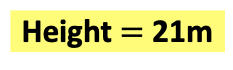 Height = 21m